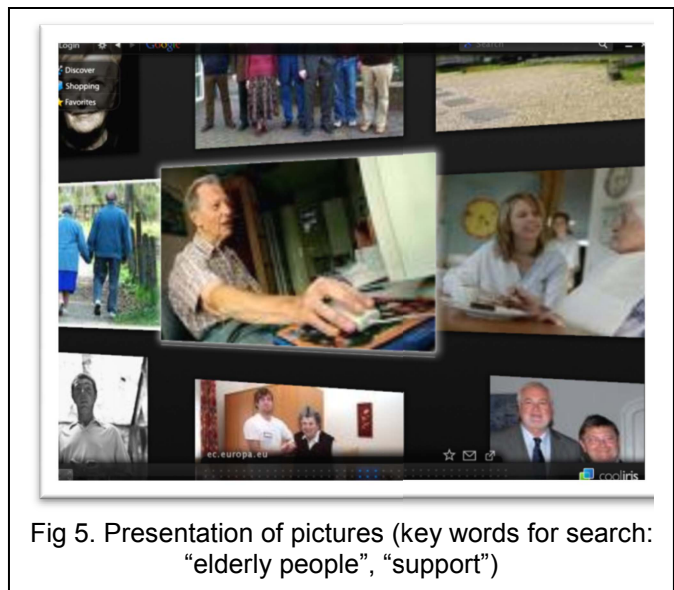 Login Google Search
Discover
Shopping
Favorites
ec.europa.eu
cooliris
Fig 5. Presentation of pictures (key words for search:
“elderly people”, “support”)